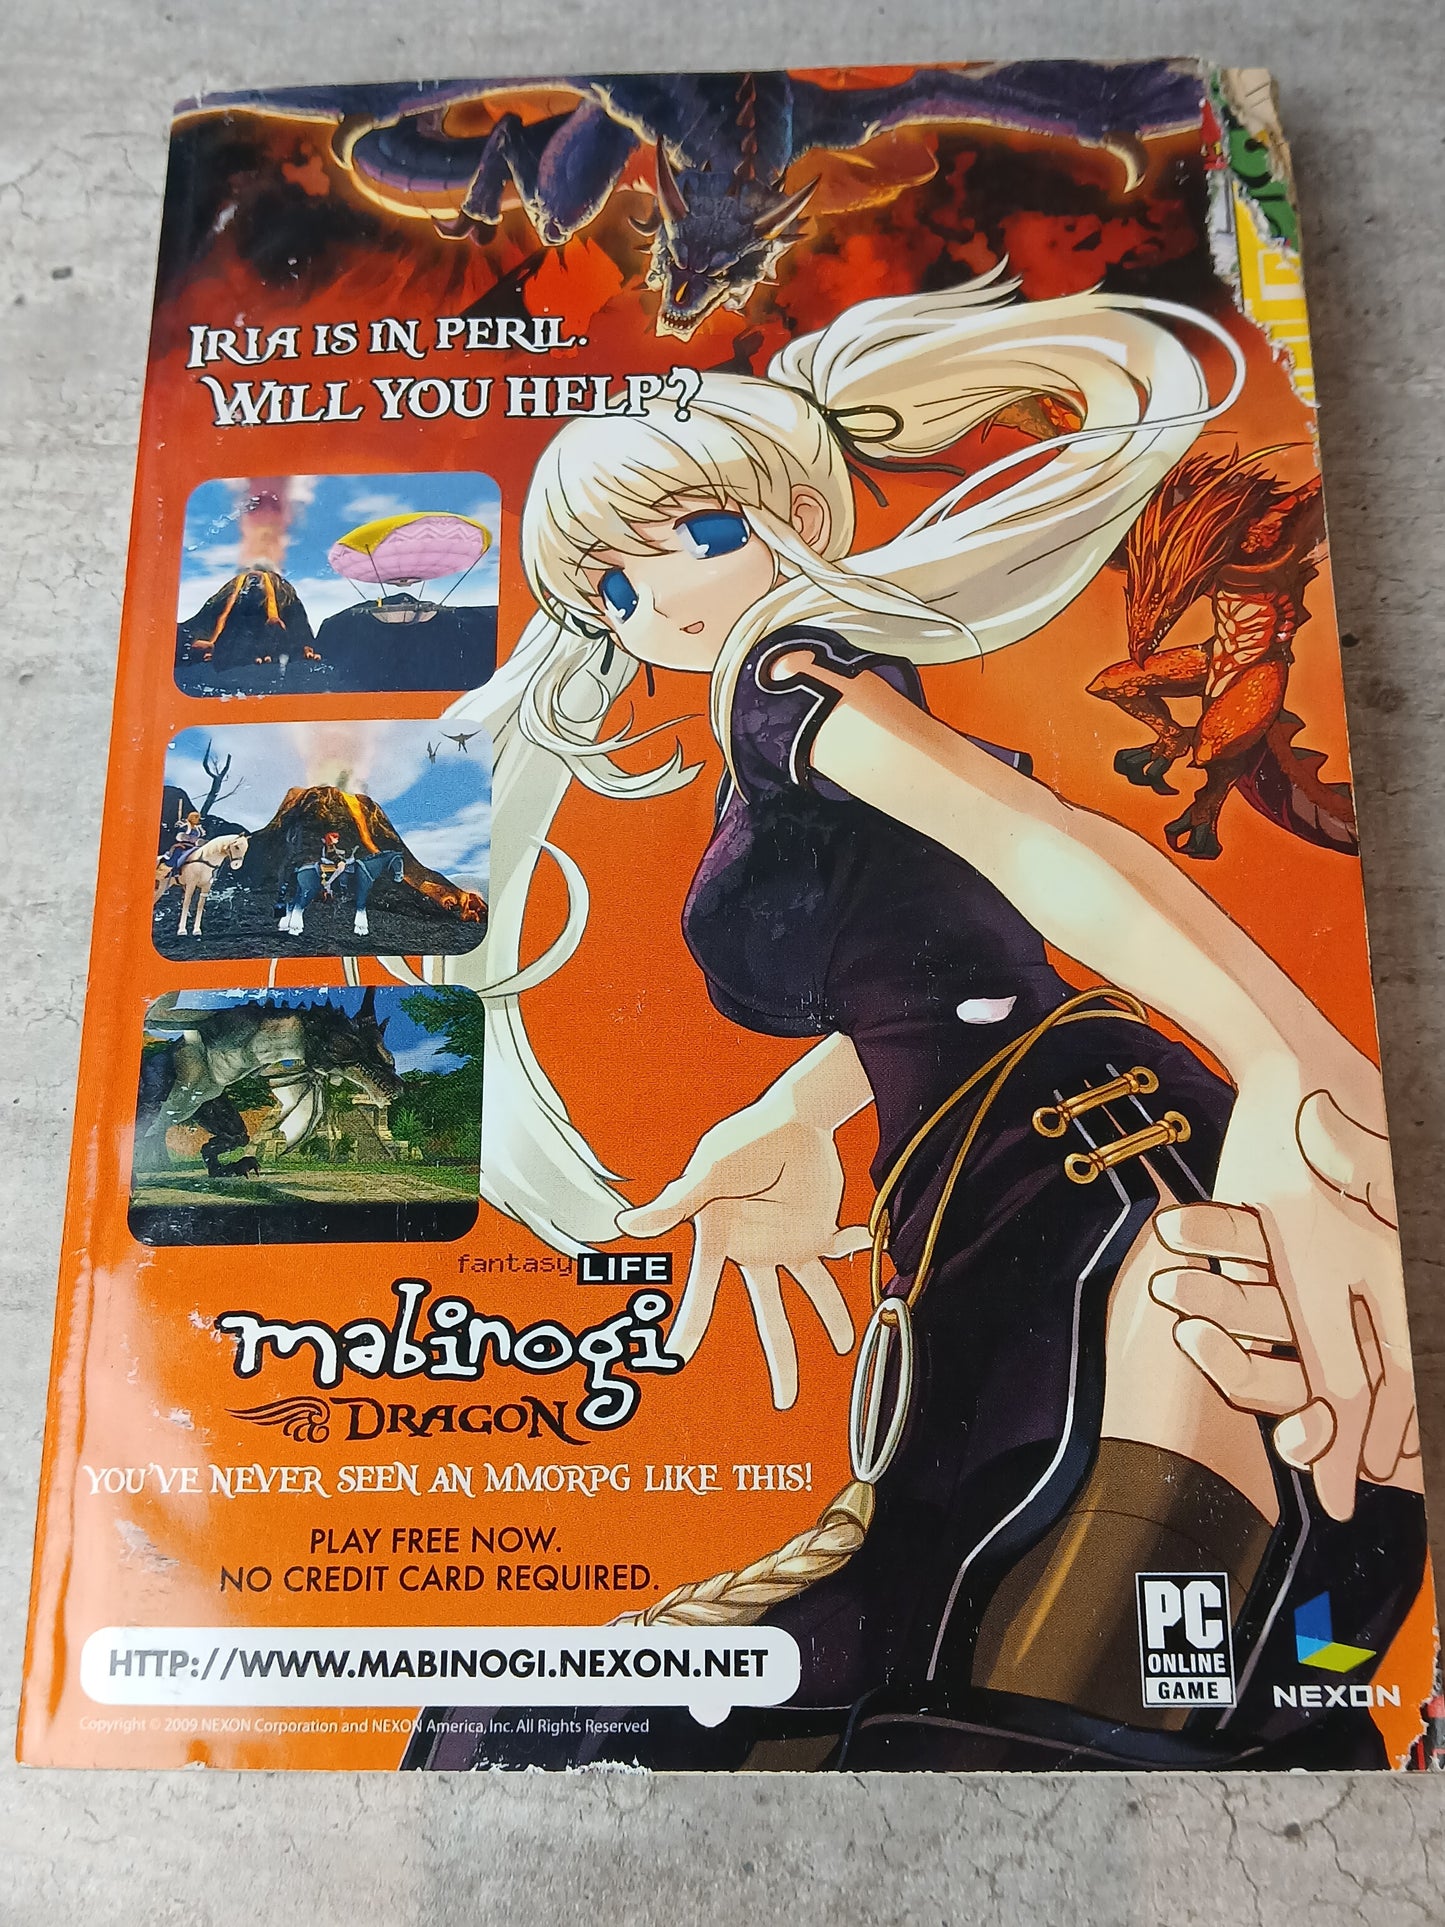 IRIA IS IN PERIL.
WILL YOU HELP?
fantasy LIFE
mabinogi
DRAGON
YOU'VE NEVER SEEN AN MMORPG LIKE THIS!
PLAY FREE NOW.
NO CREDIT CARD REQUIRED.
HTTP://WWW.MABINOGI.NEXON.NET
Copyright © 2009 NEXON Corporation and NEXON America, Inc. All Rights Reserved
PC
ONLINE
GAME
NEXON